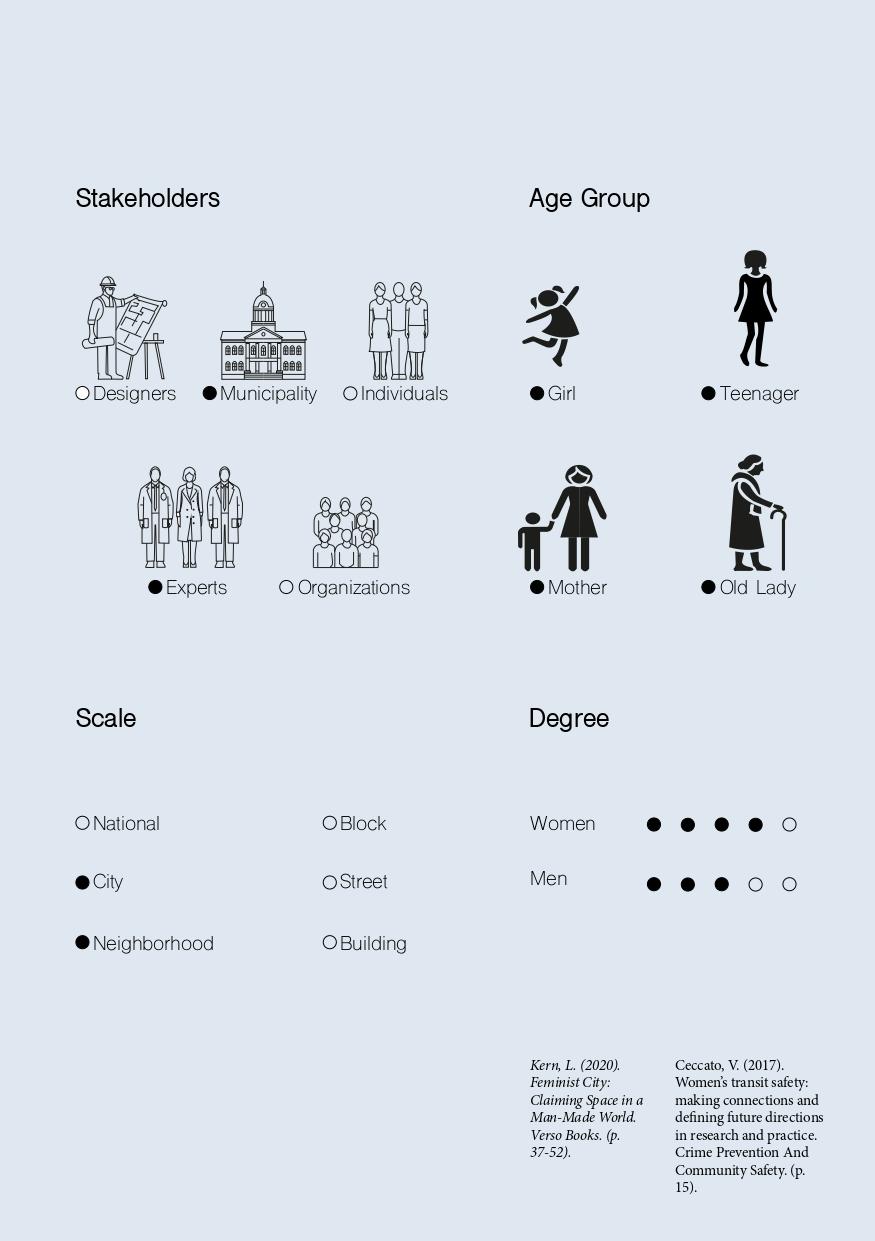 Stakeholders
Age Group
Designers
Municipality
Individuals
Girl
Teenager
Experts
Organizations
Mother
Old Lady
Scale
Degree
National
Block
Women
City
Street
Men
Neighborhood
Building
Kern, L. (2020).
Feminist City:
Claiming Space in a
Man-Made World.
Verso Books. (p.
37-52).
Ceccato, V. (2017).
Women’s transit safety:
making connections and
defining future directions
in research and practice.
Crime Prevention And
Community Safety. (p.
15).